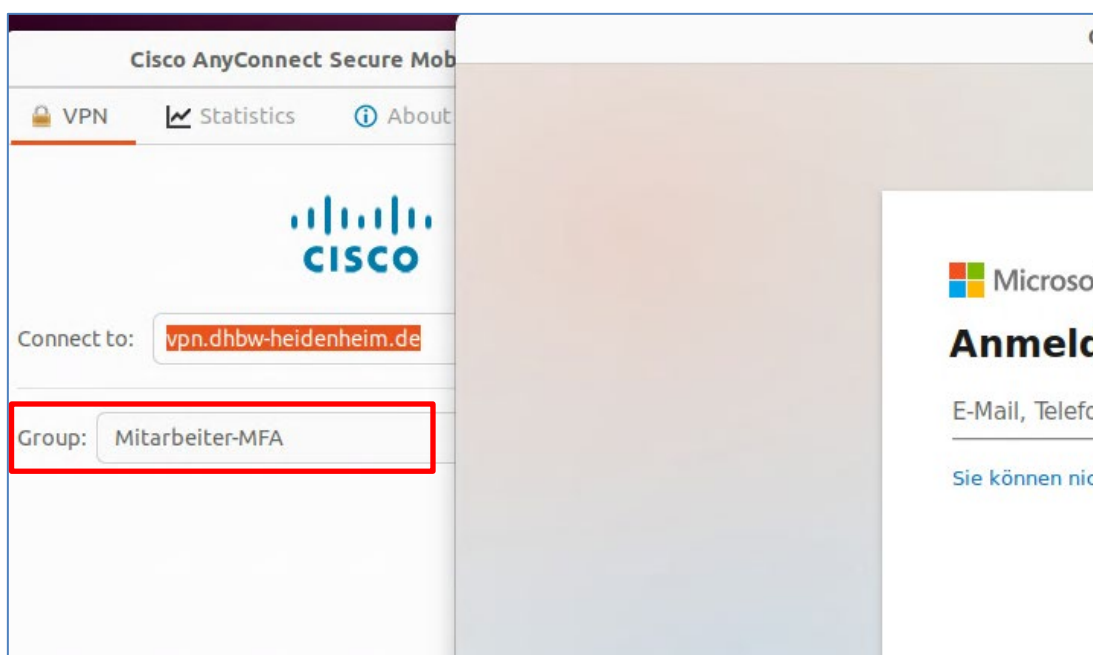 Cisco AnyConnect Secure Mob
VPN
Statistics
About
CISCO
Connect to:
vpn.dhbw-heidenheim.de
Group:
Mitarbeiter-MFA
Microso
Anmeld
E-Mail, Telefo
Sie können nic